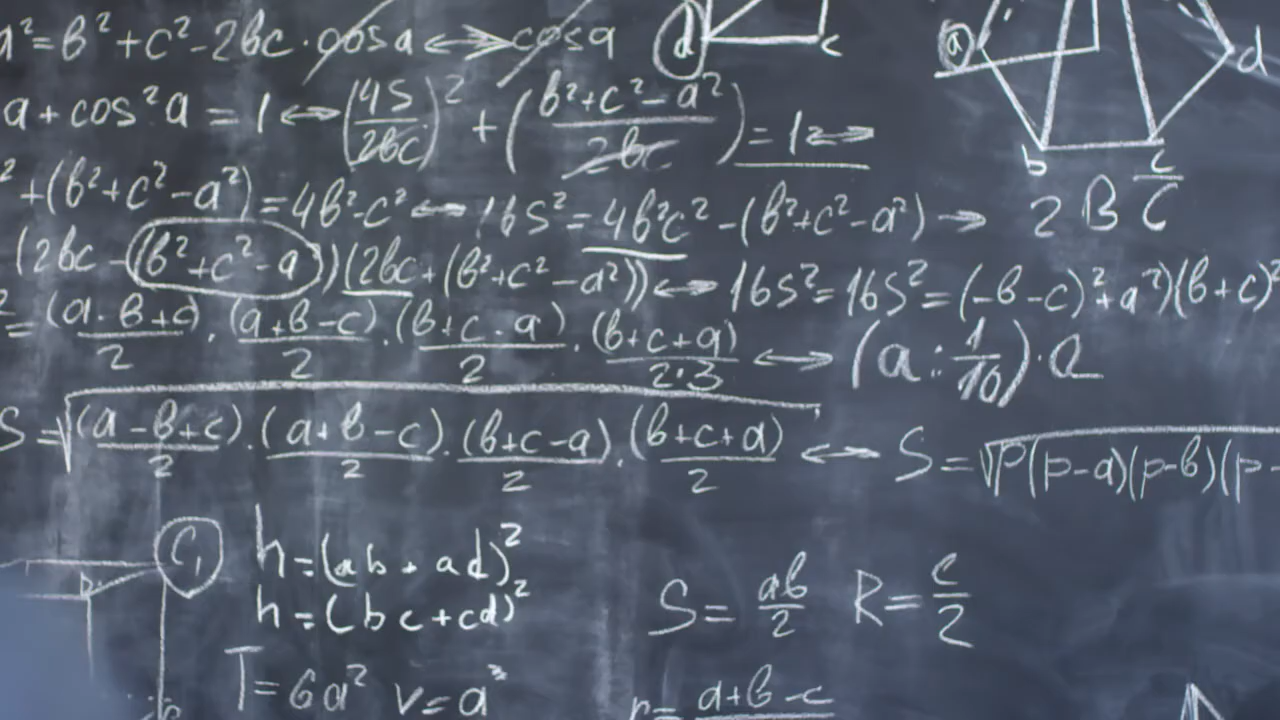 a²=b²+c²-2bc·cosa⟷cosa
a+cos²a=1⟷(4S/2bc)²+(b²+c²-a²/2bc)=1⟷
²+(b²+c²-a²)=4b²-c²⟷16S²=4b²c²-(b²+c²-a²)→
(2bc-(b²+c²-a))(2bc+(b²+c²-a²))⟷16S²=16S²=(-b-c)²+a²)(b+c)²
²=(a·b+c)/2·(a+b-c)/2·(b+c·a)/2·(b+c+a)/2·3⟷(a:1/10)·a
S=√(a-b+c)/2·(a+b-c)/2·(b+c-a)/2·(b+c+a)/2⟷S=√p(p-a)(p-b)(p-
d c
a d
b c
2 B C
C₁
h=(ab+ad)²
h=(bc+cd)²
T=6a² v=a³
S=ab/2 R=c/2
r=a+b-c